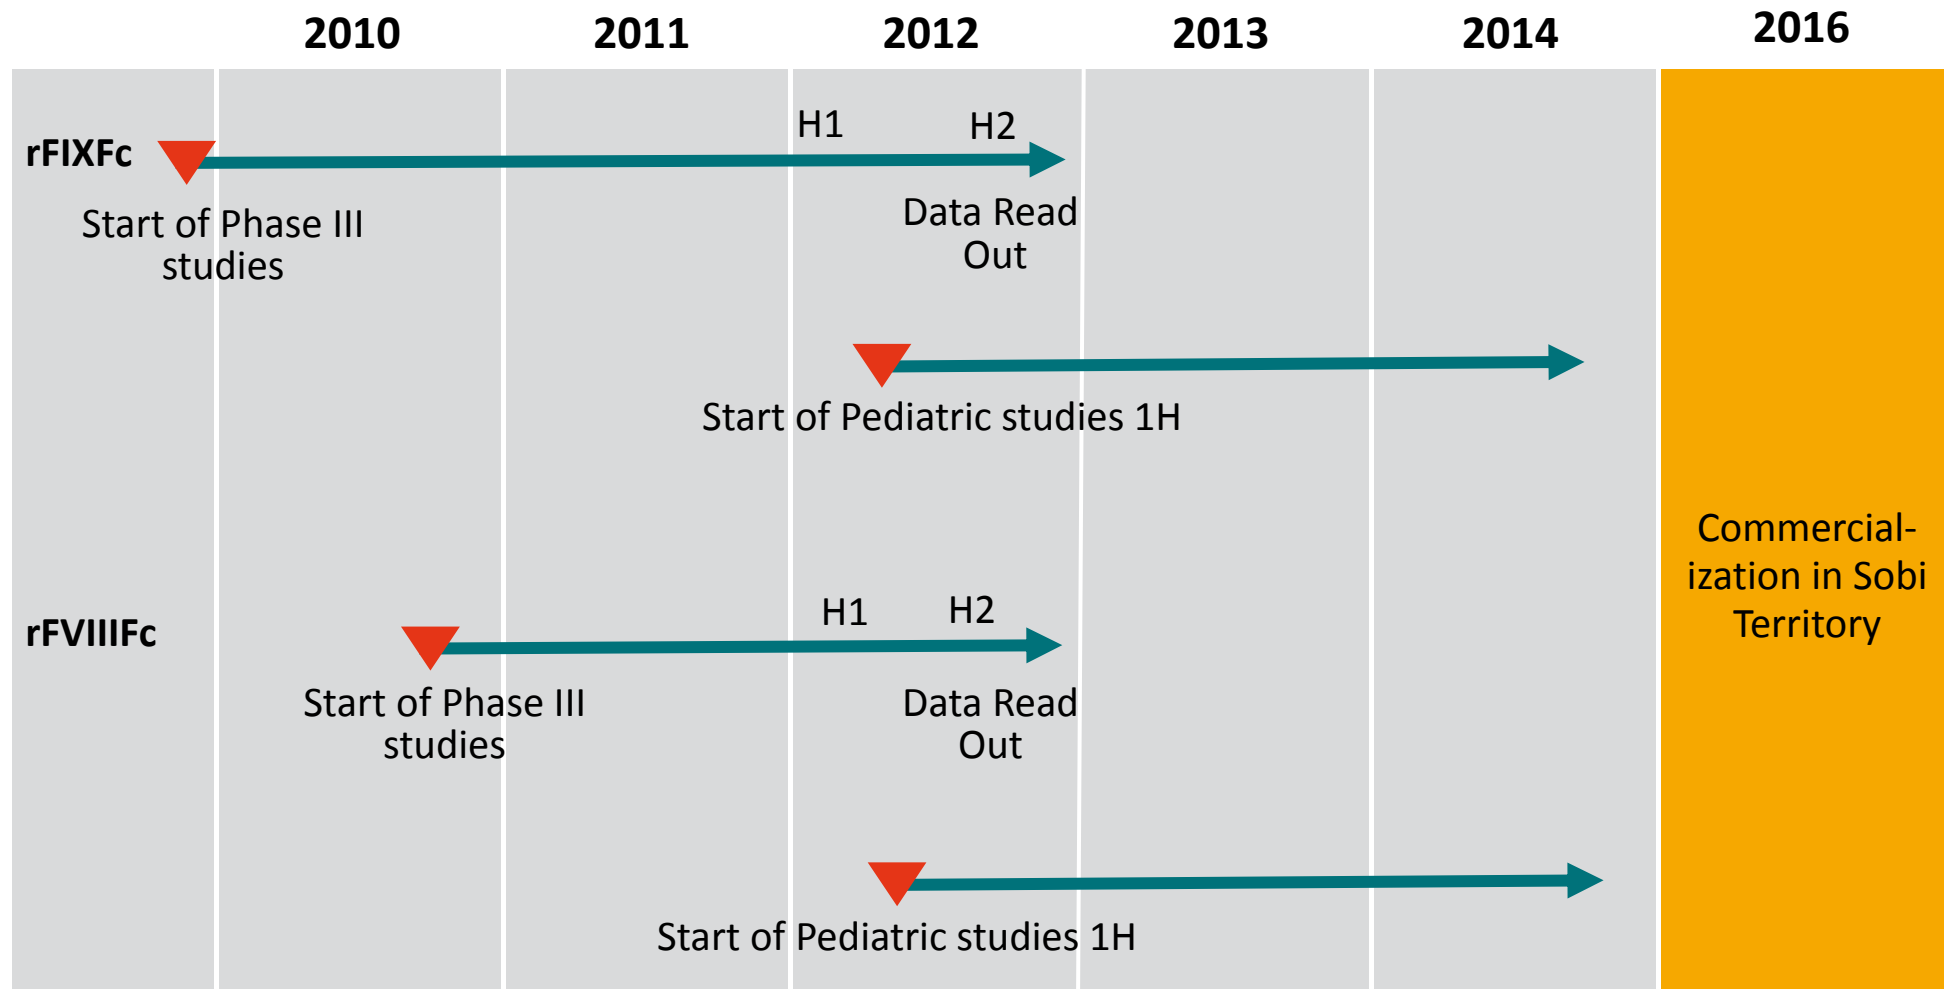 2010 2011 2012 2013 2014 2016
H1 H2
rFIXFc
Start of Phase III
studies
Data Read
Out
Start of Pediatric studies 1H
Commercial-
ization in Sobi
Territory
H1 H2
rFVIIIFc
Start of Phase III
studies
Data Read
Out
Start of Pediatric studies 1H